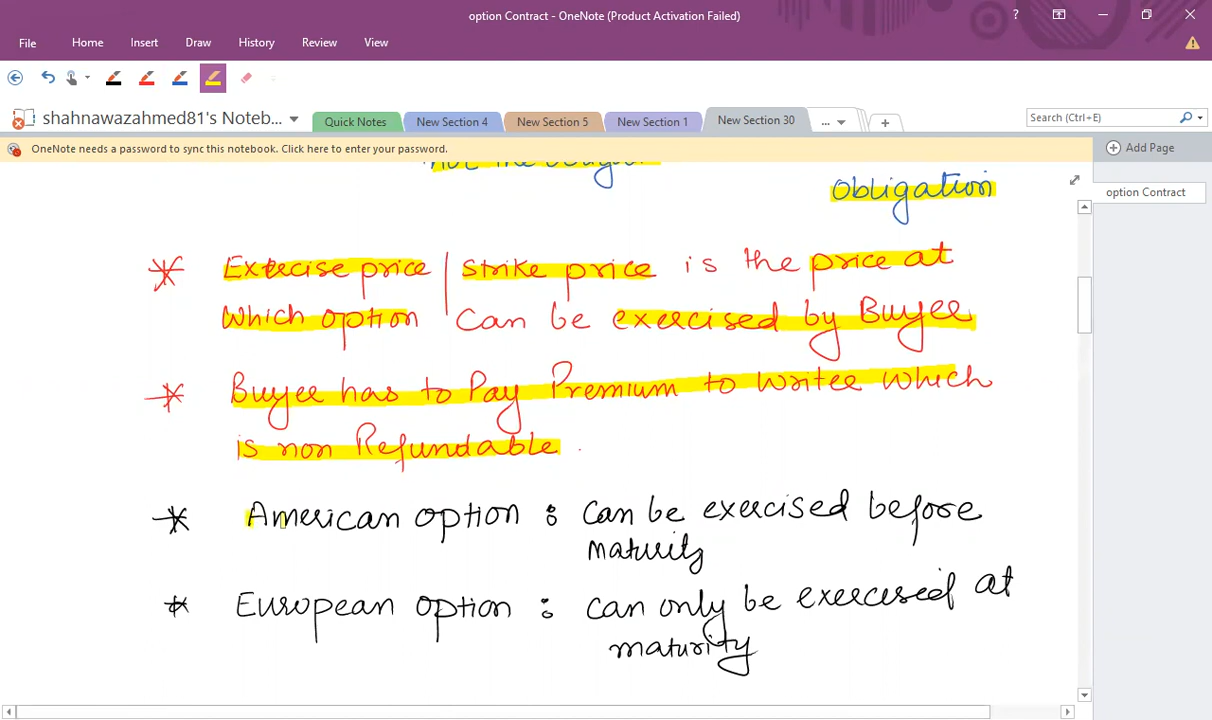 option Contract - OneNote (Product Activation Failed)
File Home Insert Draw History Review View
shahnawazahmed81's Noteb... Quick Notes New Section 4 New Section 5 New Section 1 New Section 30 ... Search (Ctrl+E)
OneNote needs a password to sync this notebook. Click here to enter your password.
Add Page
option Contract
not the
Obligation
Exercise price | strike price is the price at
which option can be exercised by Buyer
Buyer has to Pay Premium to writer which
is non Refundable.
American option : can be exercised before
maturity
European option : can only be exercised at
maturity